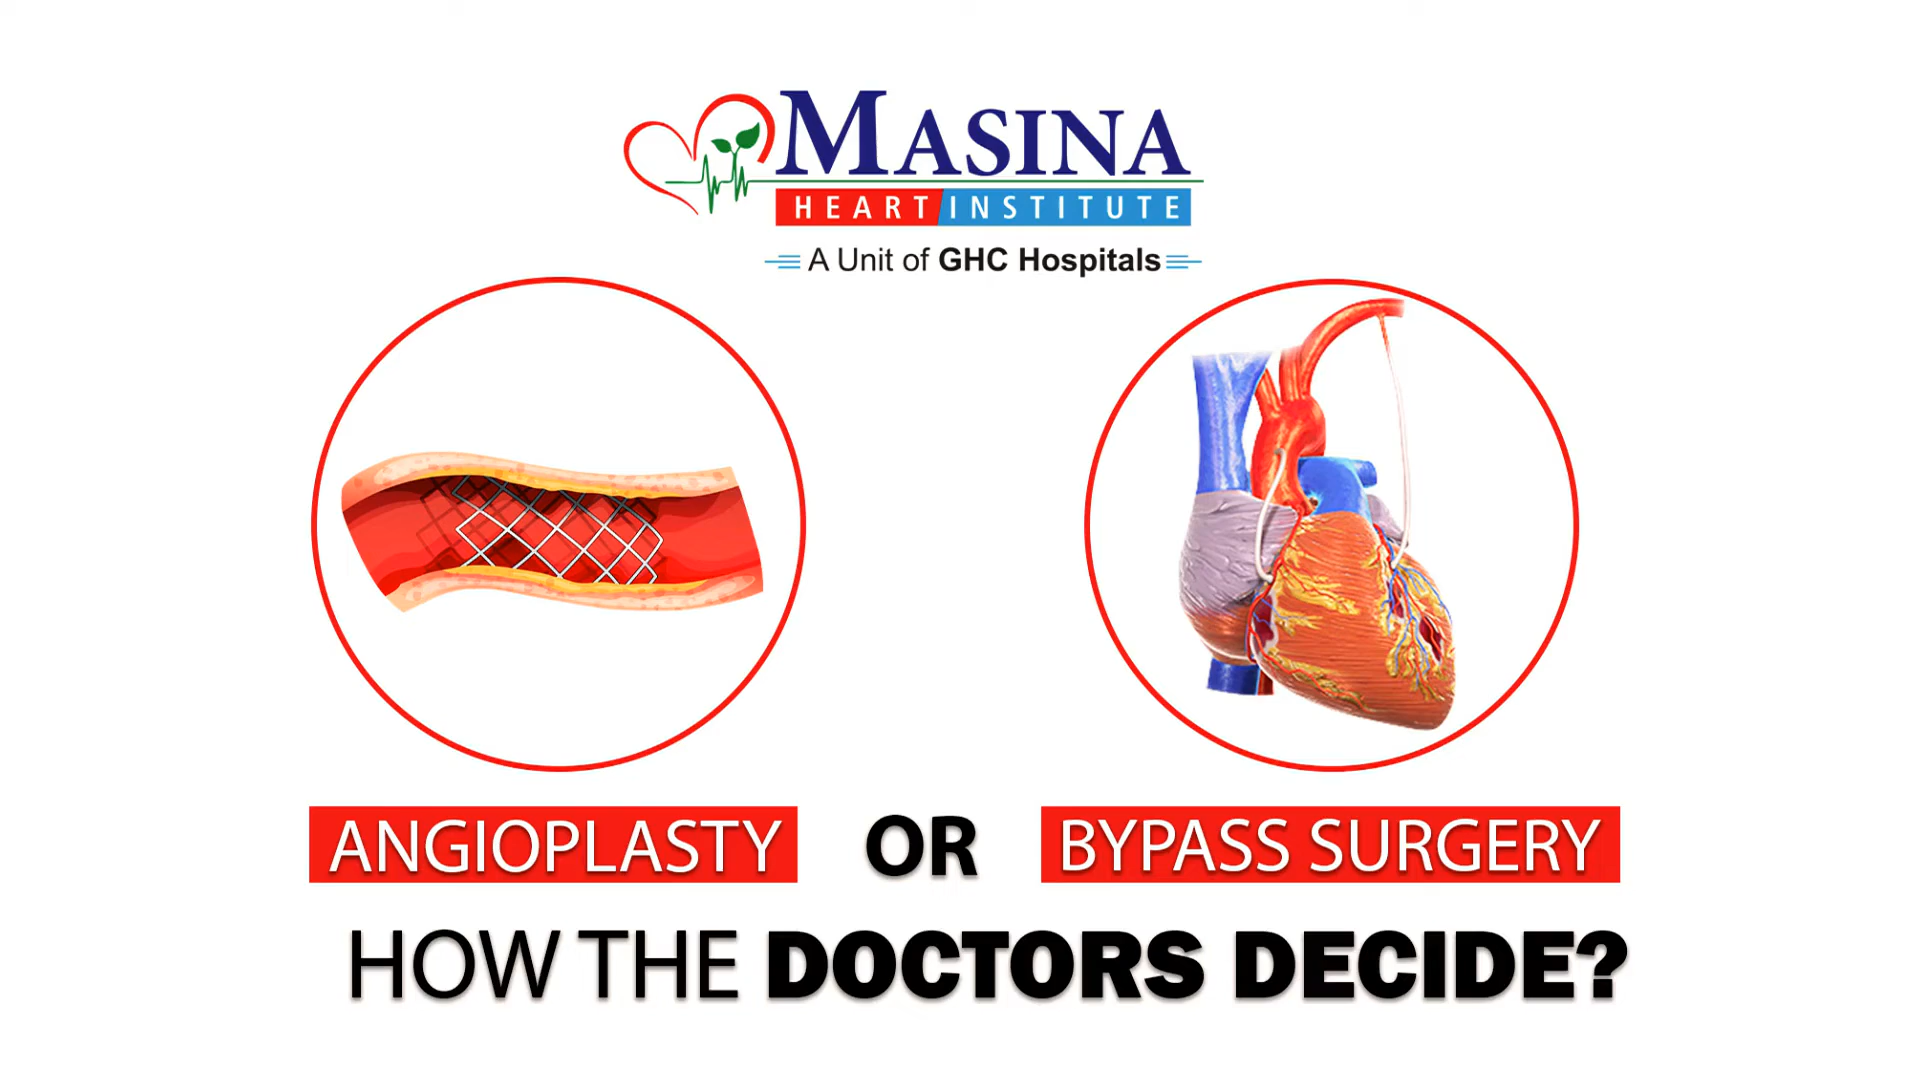 MASINA
HEART INSTITUTE
A Unit of GHC Hospitals
ANGIOPLASTY OR BYPASS SURGERY
HOW THE DOCTORS DECIDE?